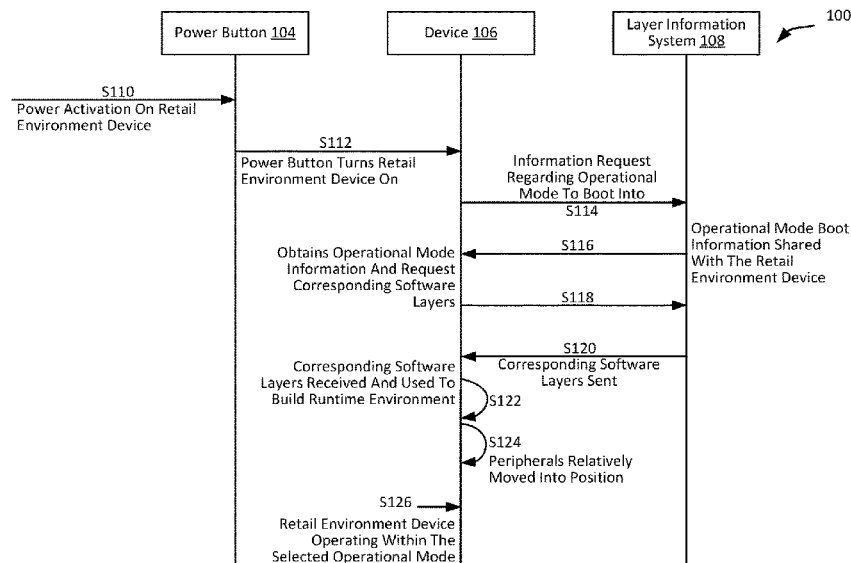 100
Power Button 104
Device 106
Layer Information
System 108
S110
Power Activation On Retail
Environment Device
S112
Power Button Turns Retail
Environment Device On
Information Request
Regarding Operational
Mode To Boot Into
S114
Operational Mode Boot
Information Shared
With The Retail
Environment Device
S116
Obtains Operational Mode
Information And Request
Corresponding Software
Layers
S118
S120
Corresponding Software
Layers Sent
Corresponding Software
Layers Received And Used To
Build Runtime Environment
S122
S124
Peripherals Relatively
Moved Into Position
S126
Retail Environment Device
Operating Within The
Selected Operational Mode